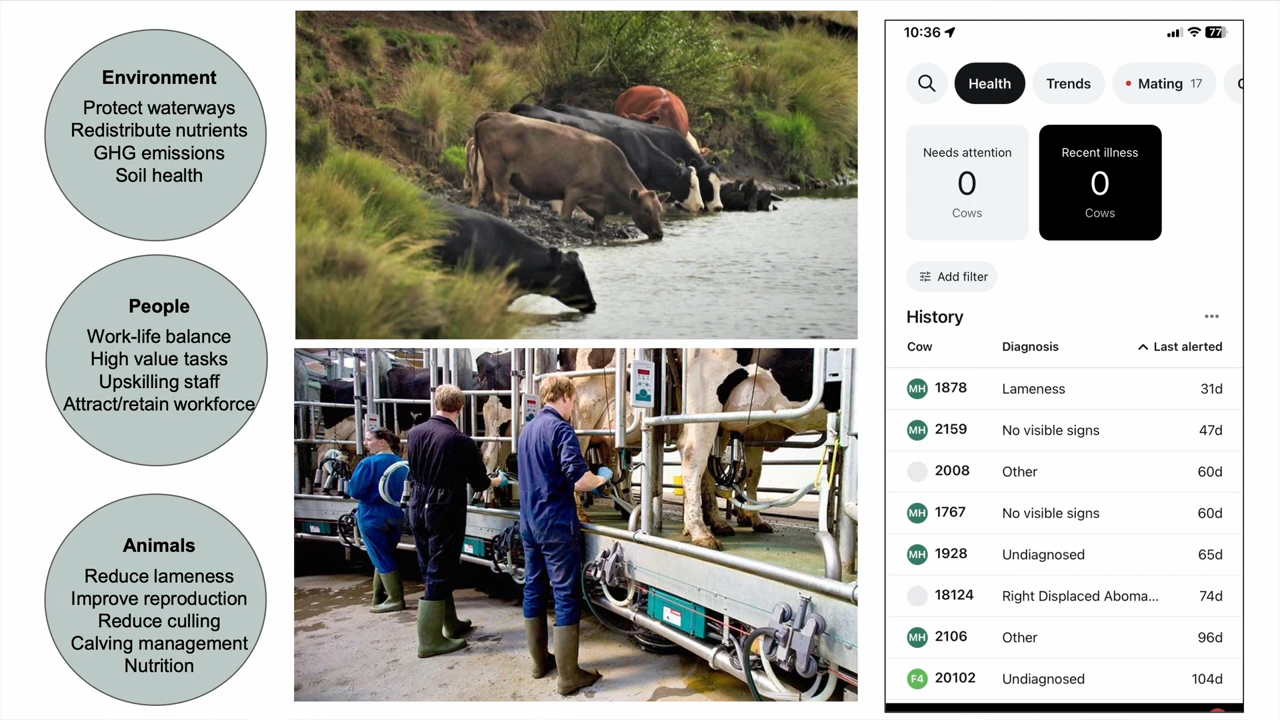 Environment
Protect waterways
Redistribute nutrients
GHG emissions
Soil health
People
Work-life balance
High value tasks
Upskilling staff
Attract/retain workforce
Animals
Reduce lameness
Improve reproduction
Reduce culling
Calving management
Nutrition
10:36 77
Health Trends Mating 17
Needs attention
0
Cows
Recent illness
0
Cows
Add filter
History
Cow Diagnosis Last alerted
MH 1878 Lameness 31d
MH 2159 No visible signs 47d
2008 Other 60d
MH 1767 No visible signs 60d
MH 1928 Undiagnosed 65d
18124 Right Displaced Aboma... 74d
MH 2106 Other 96d
F4 20102 Undiagnosed 104d